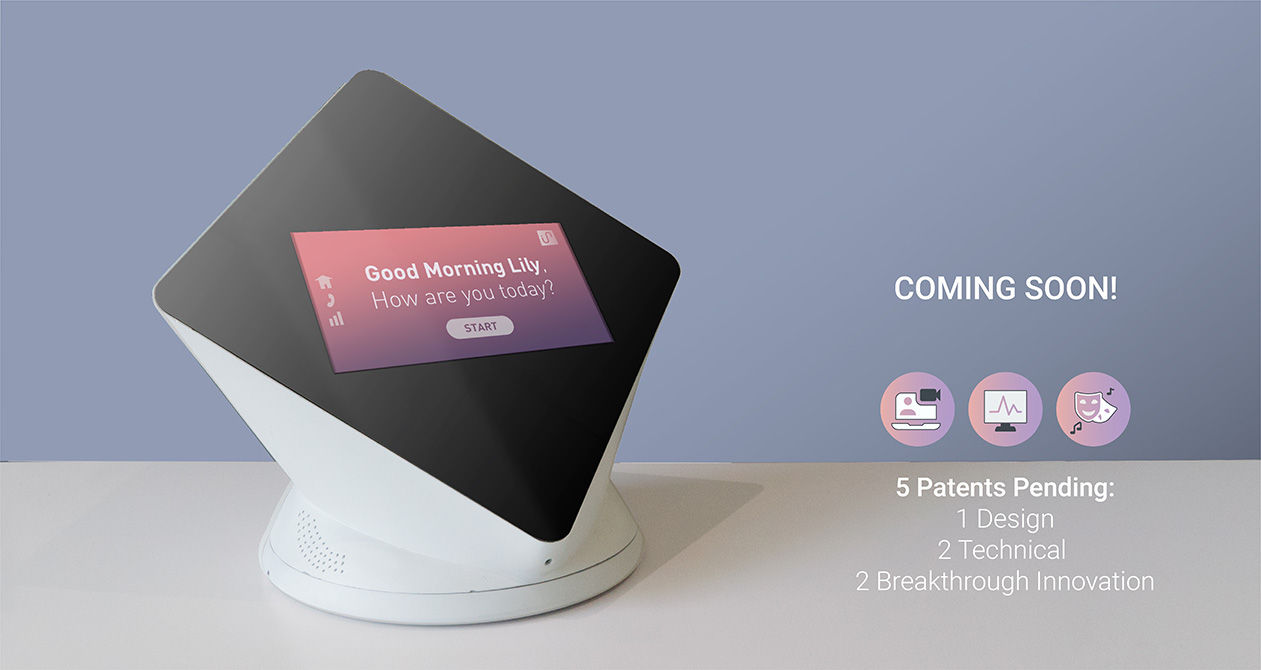 Good Morning Lily,
How are you today?
START
COMING SOON!
5 Patents Pending:
1 Design
2 Technical
2 Breakthrough Innovation